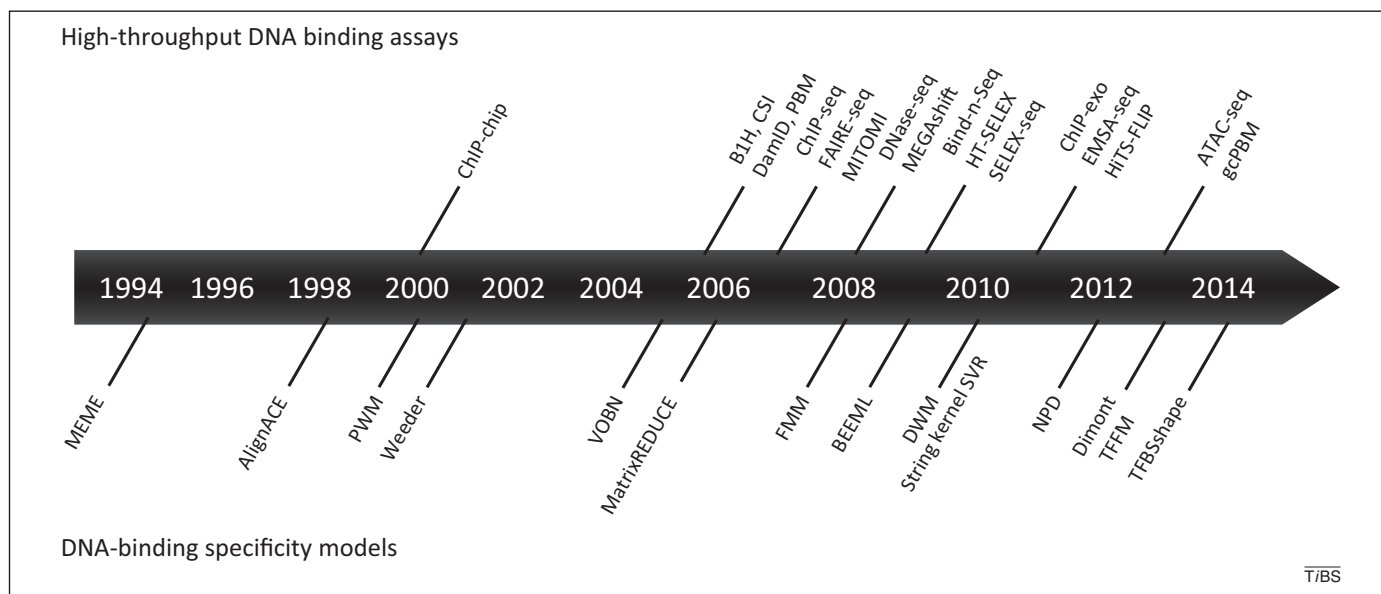 High-throughput DNA binding assays
ChIP-chip
B1H, CSI
DamID, PBM
ChIP-seq
FAIRE-seq
MITOMI
DNase-seq
MEGAshift
Bind-n-Seq
HT-SELEX
SELEX-seq
ChIP-exo
EMSA-seq
HiTS-FLIP
ATAC-seq
gcPBM
1994 1996 1998 2000 2002 2004 2006 2008 2010 2012 2014
MEME
AlignACE
PWM
Weeder
VOBN
MatrixREDUCE
FMM
BEEML
DWM
String kernel SVR
NPD
Dimont
TFFM
TFBSshape
DNA-binding specificity models
TiBS